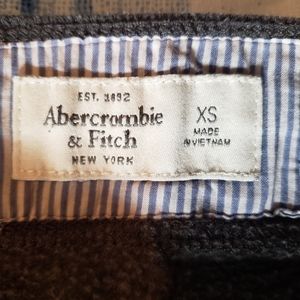 EST. 1892
Abercrombie
& Fitch
NEW YORK
XS
MADE
IN VIETNAM